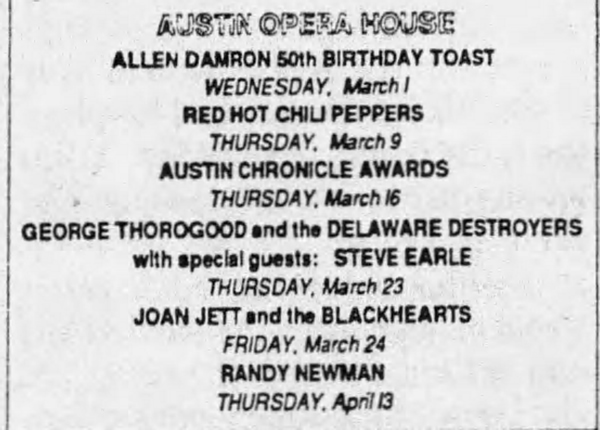 AUSTIN OPERA HOUSE
ALLEN DAMRON 50th BIRTHDAY TOAST
WEDNESDAY, March 1
RED HOT CHILI PEPPERS
THURSDAY, March 9
AUSTIN CHRONICLE AWARDS
THURSDAY, March 16
GEORGE THOROGOOD and the DELAWARE DESTROYERS
with special guests: STEVE EARLE
THURSDAY, March 23
JOAN JETT and the BLACKHEARTS
FRIDAY, March 24
RANDY NEWMAN
THURSDAY, April 13